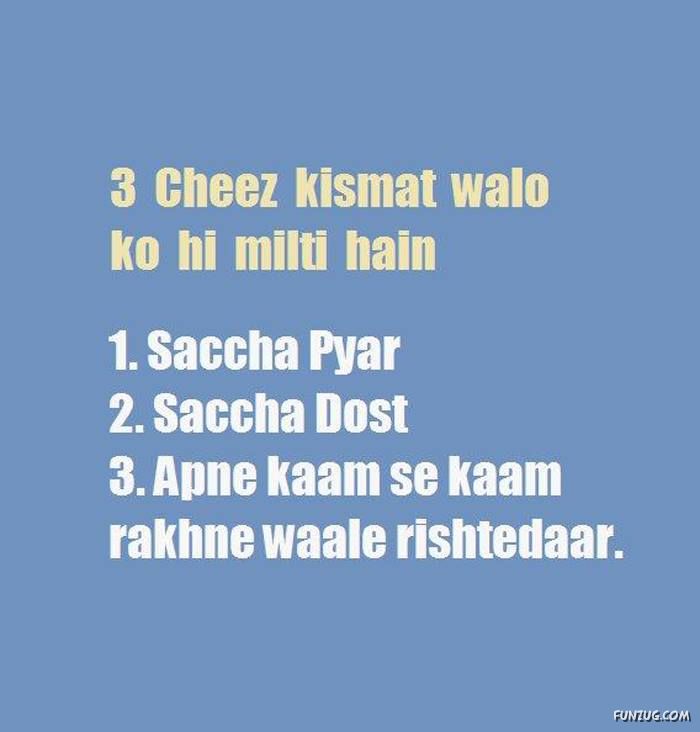 3 Cheez kismat walo
ko hi milti hain
1. Saccha Pyar
2. Saccha Dost
3. Apne kaam se kaam
rakhne waale rishtedaar.
FUNZUG.COM